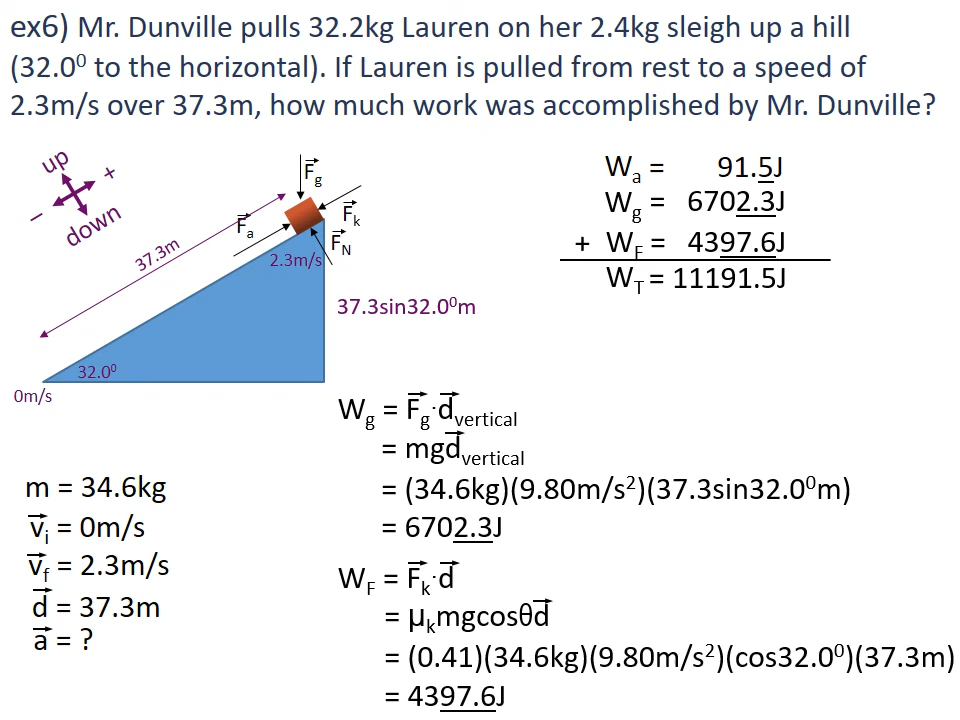 ex6) Mr. Dunville pulls 32.2kg Lauren on her 2.4kg sleigh up a hill
(32.0⁰ to the horizontal). If Lauren is pulled from rest to a speed of
2.3m/s over 37.3m, how much work was accomplished by Mr. Dunville?
up
+
−
down
37.3m
F⃗g
F⃗k
F⃗a
F⃗N
2.3m/s
37.3sin32.0⁰m
32.0⁰
0m/s
Wa = 91.5J
Wg = 6702.3J
+ WF = 4397.6J
WT = 11191.5J
Wg = F⃗g·d⃗vertical
= mgd⃗vertical
= (34.6kg)(9.80m/s²)(37.3sin32.0⁰m)
= 6702.3J
WF = F⃗k·d⃗
= μkmgcosθd⃗
= (0.41)(34.6kg)(9.80m/s²)(cos32.0⁰)(37.3m)
= 4397.6J
m = 34.6kg
v⃗i = 0m/s
v⃗f = 2.3m/s
d⃗ = 37.3m
a⃗ = ?